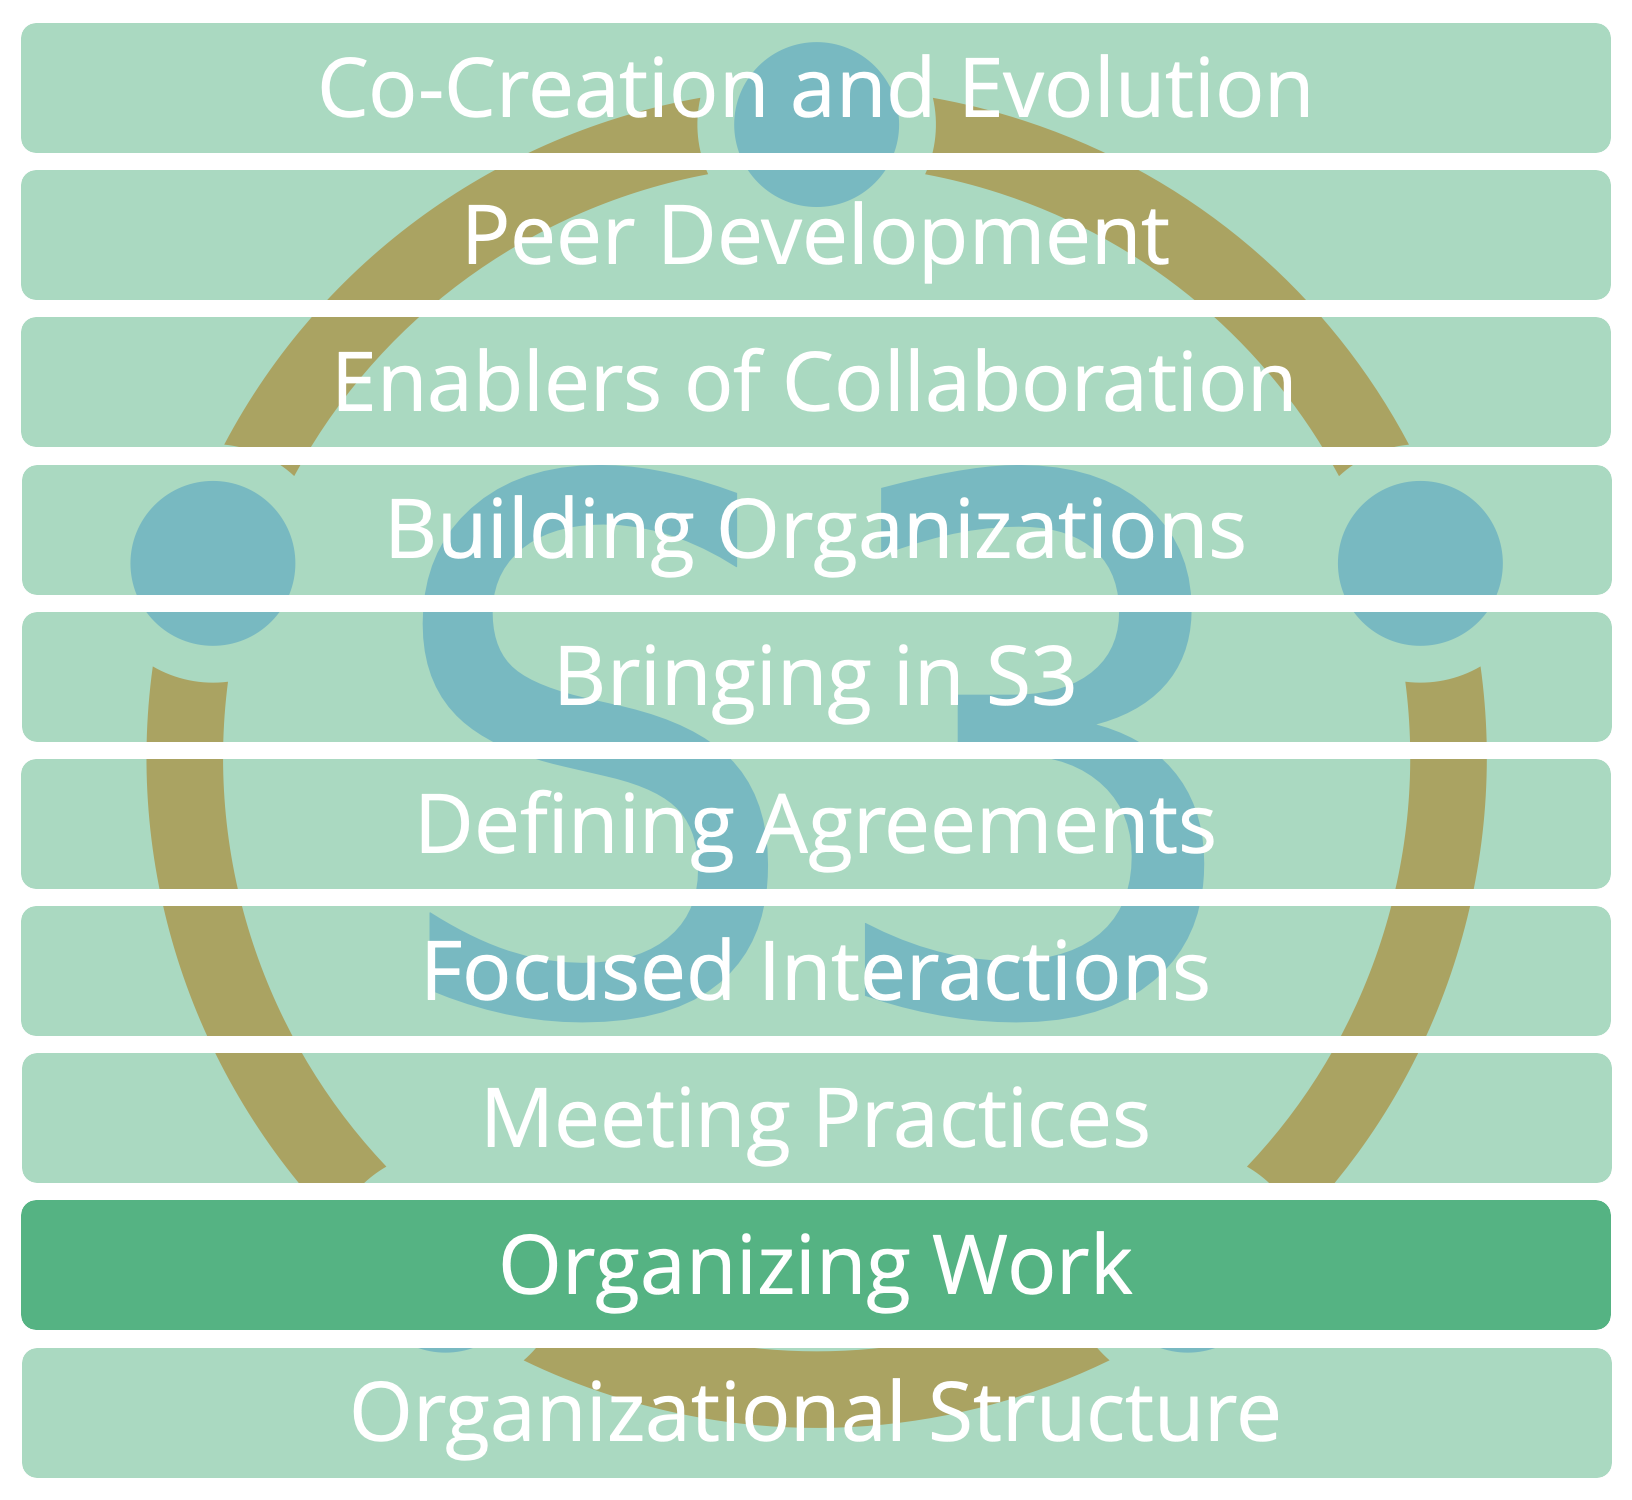 Co-Creation and Evolution
Peer Development
Enablers of Collaboration
Building Organizations
Bringing in S3
Defining Agreements
Focused Interactions
Meeting Practices
Organizing Work
Organizational Structure
S3